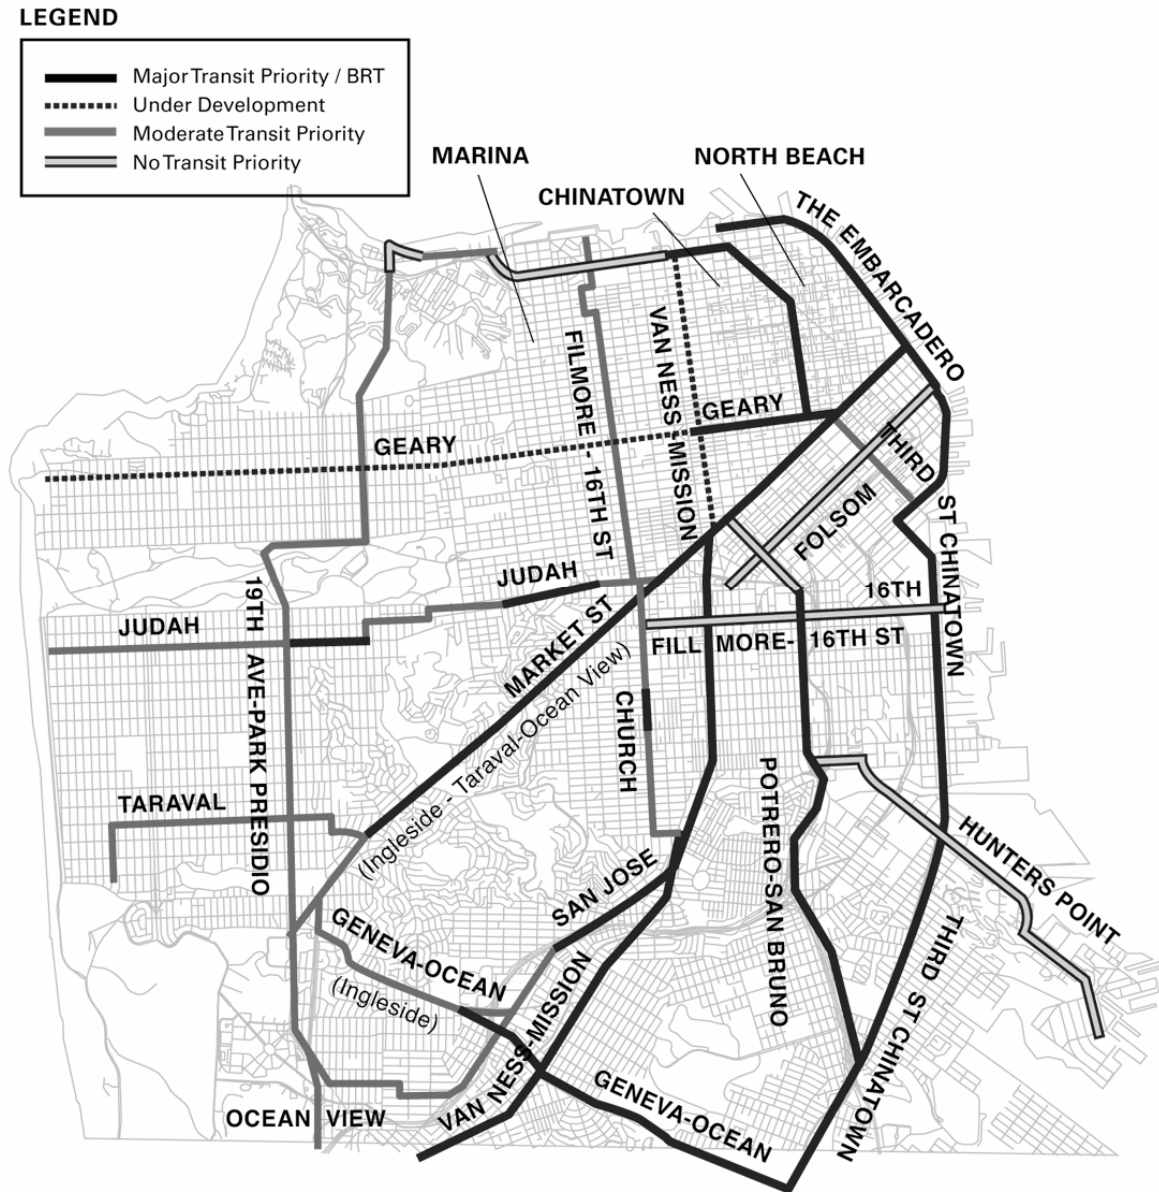 LEGEND
Major Transit Priority / BRT
Under Development
Moderate Transit Priority
No Transit Priority
MARINA
NORTH BEACH
CHINATOWN
THE EMBARCADERO
VAN NESS-MISSION
FILMORE - 16TH ST
GEARY
GEARY
THIRD
ST CHINATOWN
FOLSOM
JUDAH
16TH
JUDAH
19TH AVE-PARK PRESIDIO
MARKET ST
FILL MORE- 16TH ST
(Ingleside - Taraval-Ocean View)
CHURCH
TARAVAL
POTRERO-SAN BRUNO
HUNTERS POINT
SAN JOSE
GENEVA-OCEAN
(Ingleside)
THIRD ST CHINATOWN
VAN NESS-MISSION
GENEVA-OCEAN
OCEAN VIEW